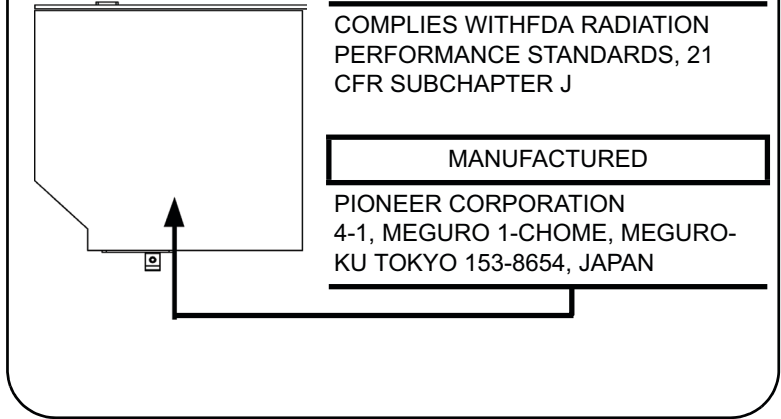 COMPLIES WITHFDA RADIATION
PERFORMANCE STANDARDS, 21
CFR SUBCHAPTER J
MANUFACTURED
PIONEER CORPORATION
4-1, MEGURO 1-CHOME, MEGURO-
KU TOKYO 153-8654, JAPAN